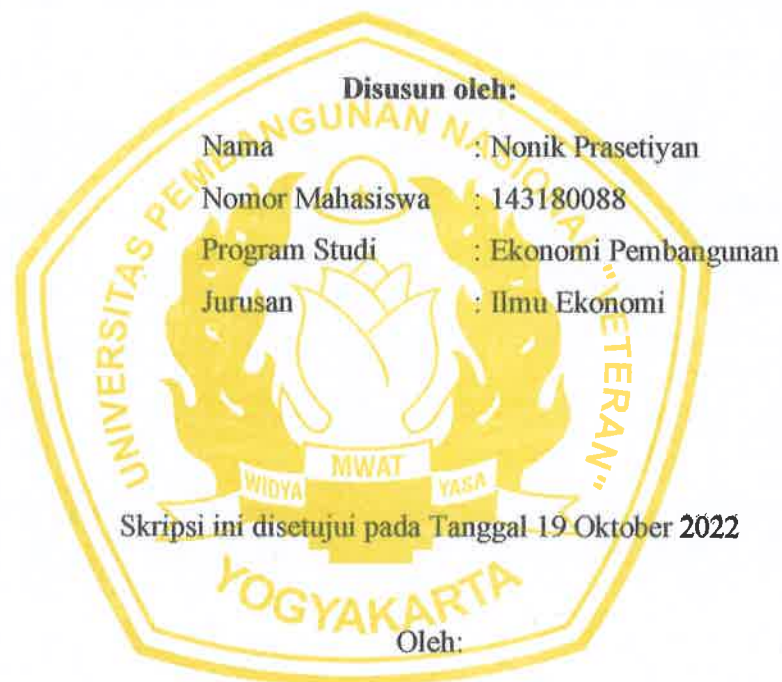 Disusun oleh:
Nama : Nonik Prasetiyan
Nomor Mahasiswa : 143180088
Program Studi : Ekonomi Pembangunan
Jurusan : Ilmu Ekonomi
UNIVERSITAS PEMBANGUNAN NASIONAL "VETERAN"
WIDYA MWAT YASA
Skripsi ini disetujui pada Tanggal 19 Oktober 2022
YOGYAKARTA
Oleh: